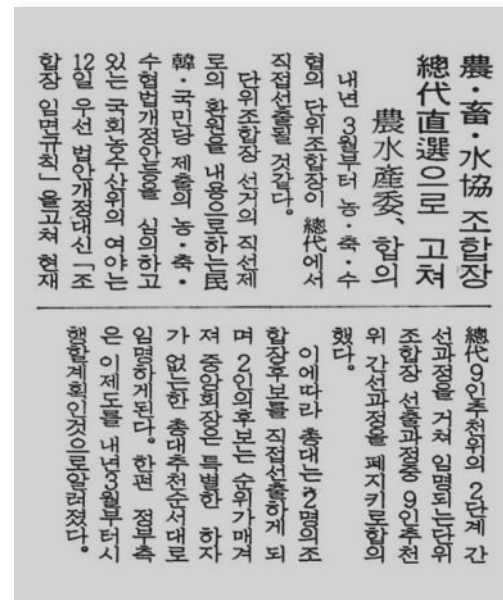 農·畜·水協 조합장
總代直選으로 고쳐
農水産委、합의
내년 3월부터 농·축·수
협의 단위조합장이 總代에서
직접선출될 것같다。
단위조합장 선거의 직선제
로의 환원을 내용으로하는民
韓·국민당 제출의 농·축·
수협법개정안등을 심의하고
있는 국회농수산위의 여야는
12일 우선 법안개정대신 「조
합장 임면규칙」을고쳐 현재
總代9인추천위의 2단계 간
선과정을 거쳐 임명되는단위
조합장 선출과정중 9인추천
위 간선과정을 폐지키로합의
했다。
이에따라 총대는 2명의조
합장후보를 직접선출하게 되
며 2인의후보는 순위가매겨
져 중앙회장은 특별한 하자
가 없는한 총대추천순서대로
임명하게된다。한편 정부측
은 이제도를 내년3월부터시
행할계획인것으로알려졌다。